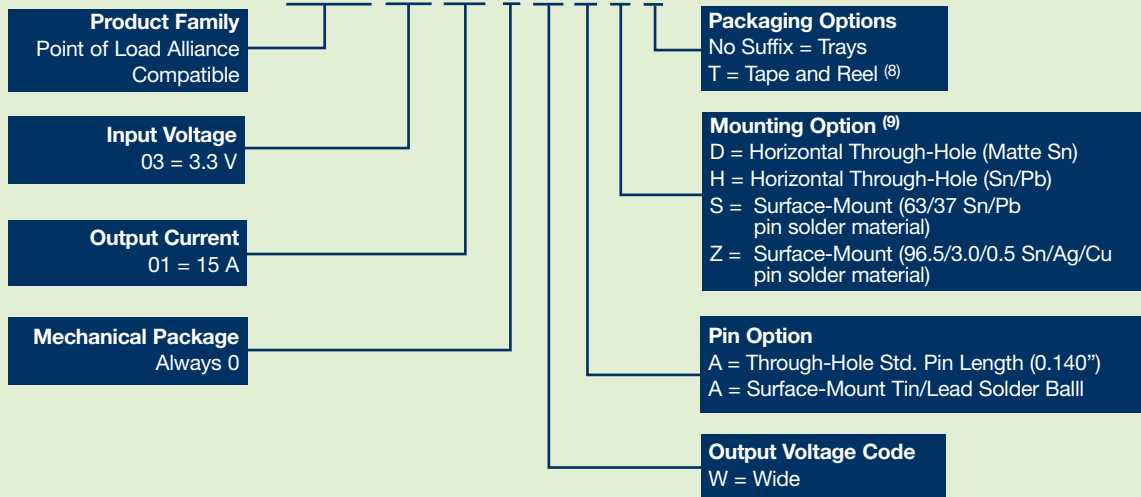 Product Family
Point of Load Alliance
Compatible
Input Voltage
03 = 3.3 V
Output Current
01 = 15 A
Mechanical Package
Always 0
Packaging Options
No Suffix = Trays
T = Tape and Reel (8)
Mounting Option (9)
D = Horizontal Through-Hole (Matte Sn)
H = Horizontal Through-Hole (Sn/Pb)
S = Surface-Mount (63/37 Sn/Pb
pin solder material)
Z = Surface-Mount (96.5/3.0/0.5 Sn/Ag/Cu
pin solder material)
Pin Option
A = Through-Hole Std. Pin Length (0.140”)
A = Surface-Mount Tin/Lead Solder Balll
Output Voltage Code
W = Wide